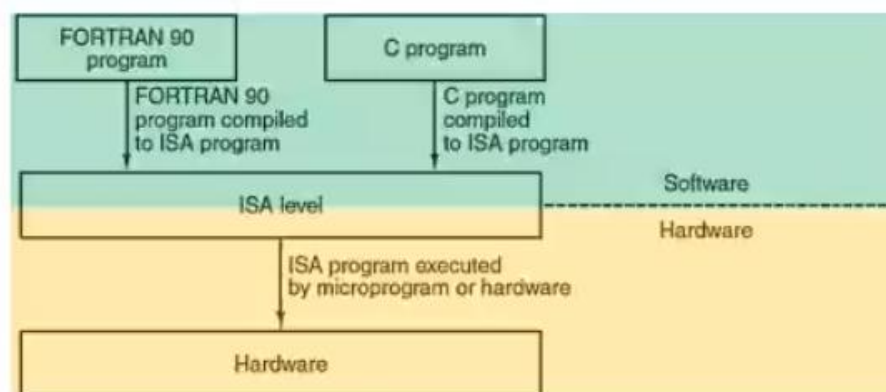 FORTRAN 90
program
C program
FORTRAN 90
program compiled
to ISA program
C program
compiled
to ISA program
Software
ISA level
Hardware
ISA program executed
by microprogram or hardware
Hardware